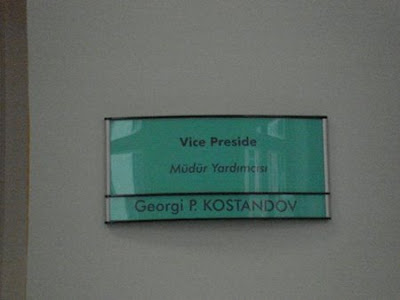 Vice Preside
Müdür Yardımcısı
Georgi P. KOSTANDOV